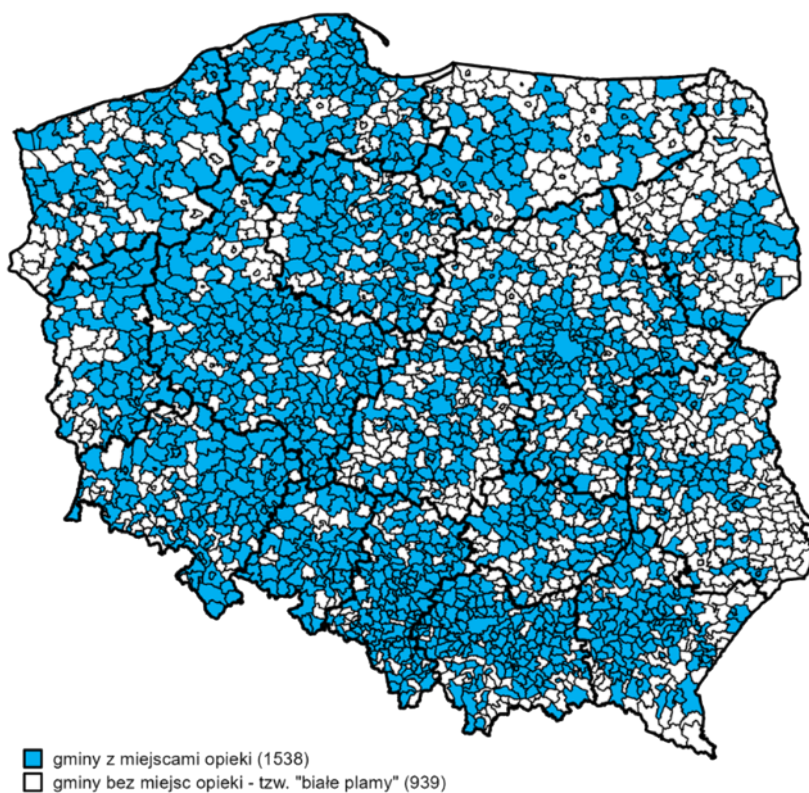 gminy z miejscami opieki (1538)
gminy bez miejsc opieki - tzw. "białe plamy" (939)